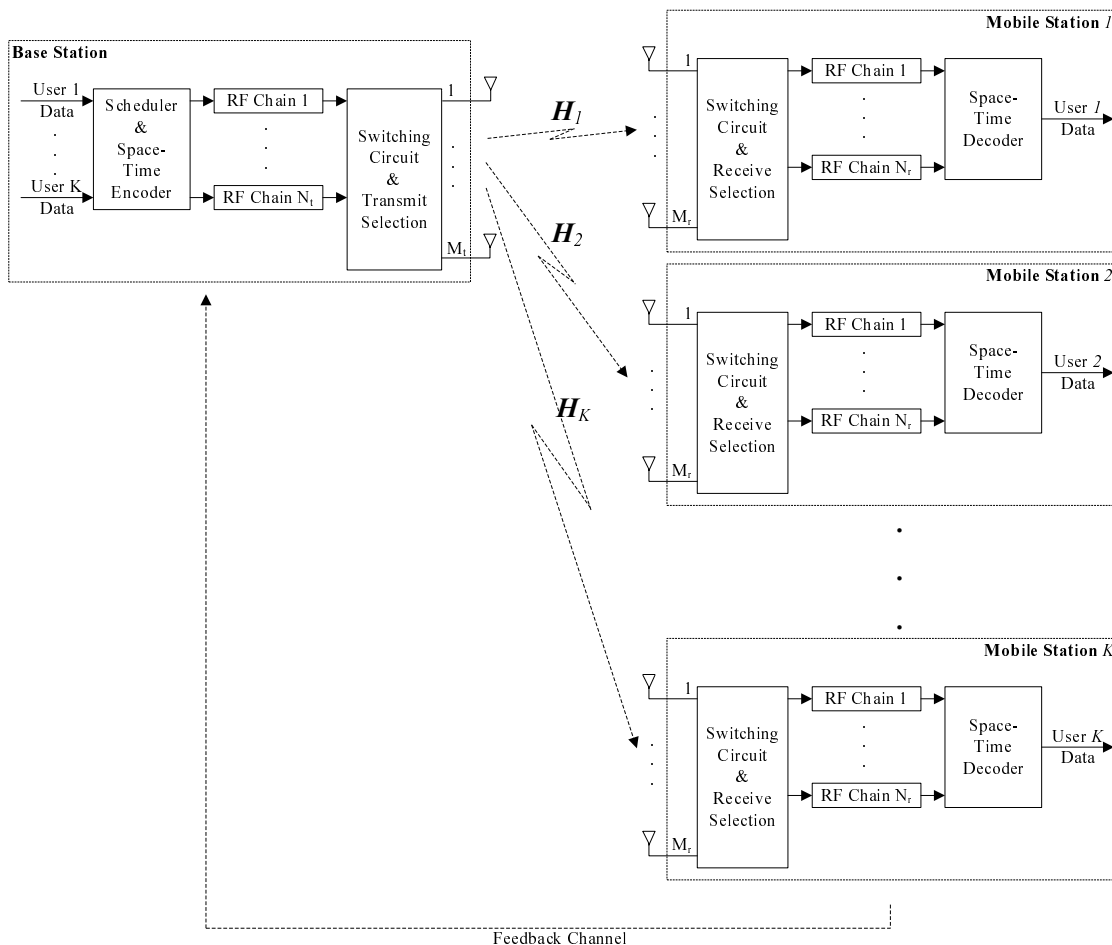 Base Station
User 1
Data
User K
Data
Scheduler
&
Space-
Time
Encoder
RF Chain 1
RF Chain Nt
Switching
Circuit
&
Transmit
Selection
1
Mt
H1
H2
HK
Mobile Station 1
1
Mr
Switching
Circuit
&
Receive
Selection
RF Chain 1
RF Chain Nr
Space-
Time
Decoder
User 1
Data
Mobile Station 2
1
Mr
Switching
Circuit
&
Receive
Selection
RF Chain 1
RF Chain Nr
Space-
Time
Decoder
User 2
Data
Mobile Station K
1
Mr
Switching
Circuit
&
Receive
Selection
RF Chain 1
RF Chain Nr
Space-
Time
Decoder
User K
Data
Feedback Channel